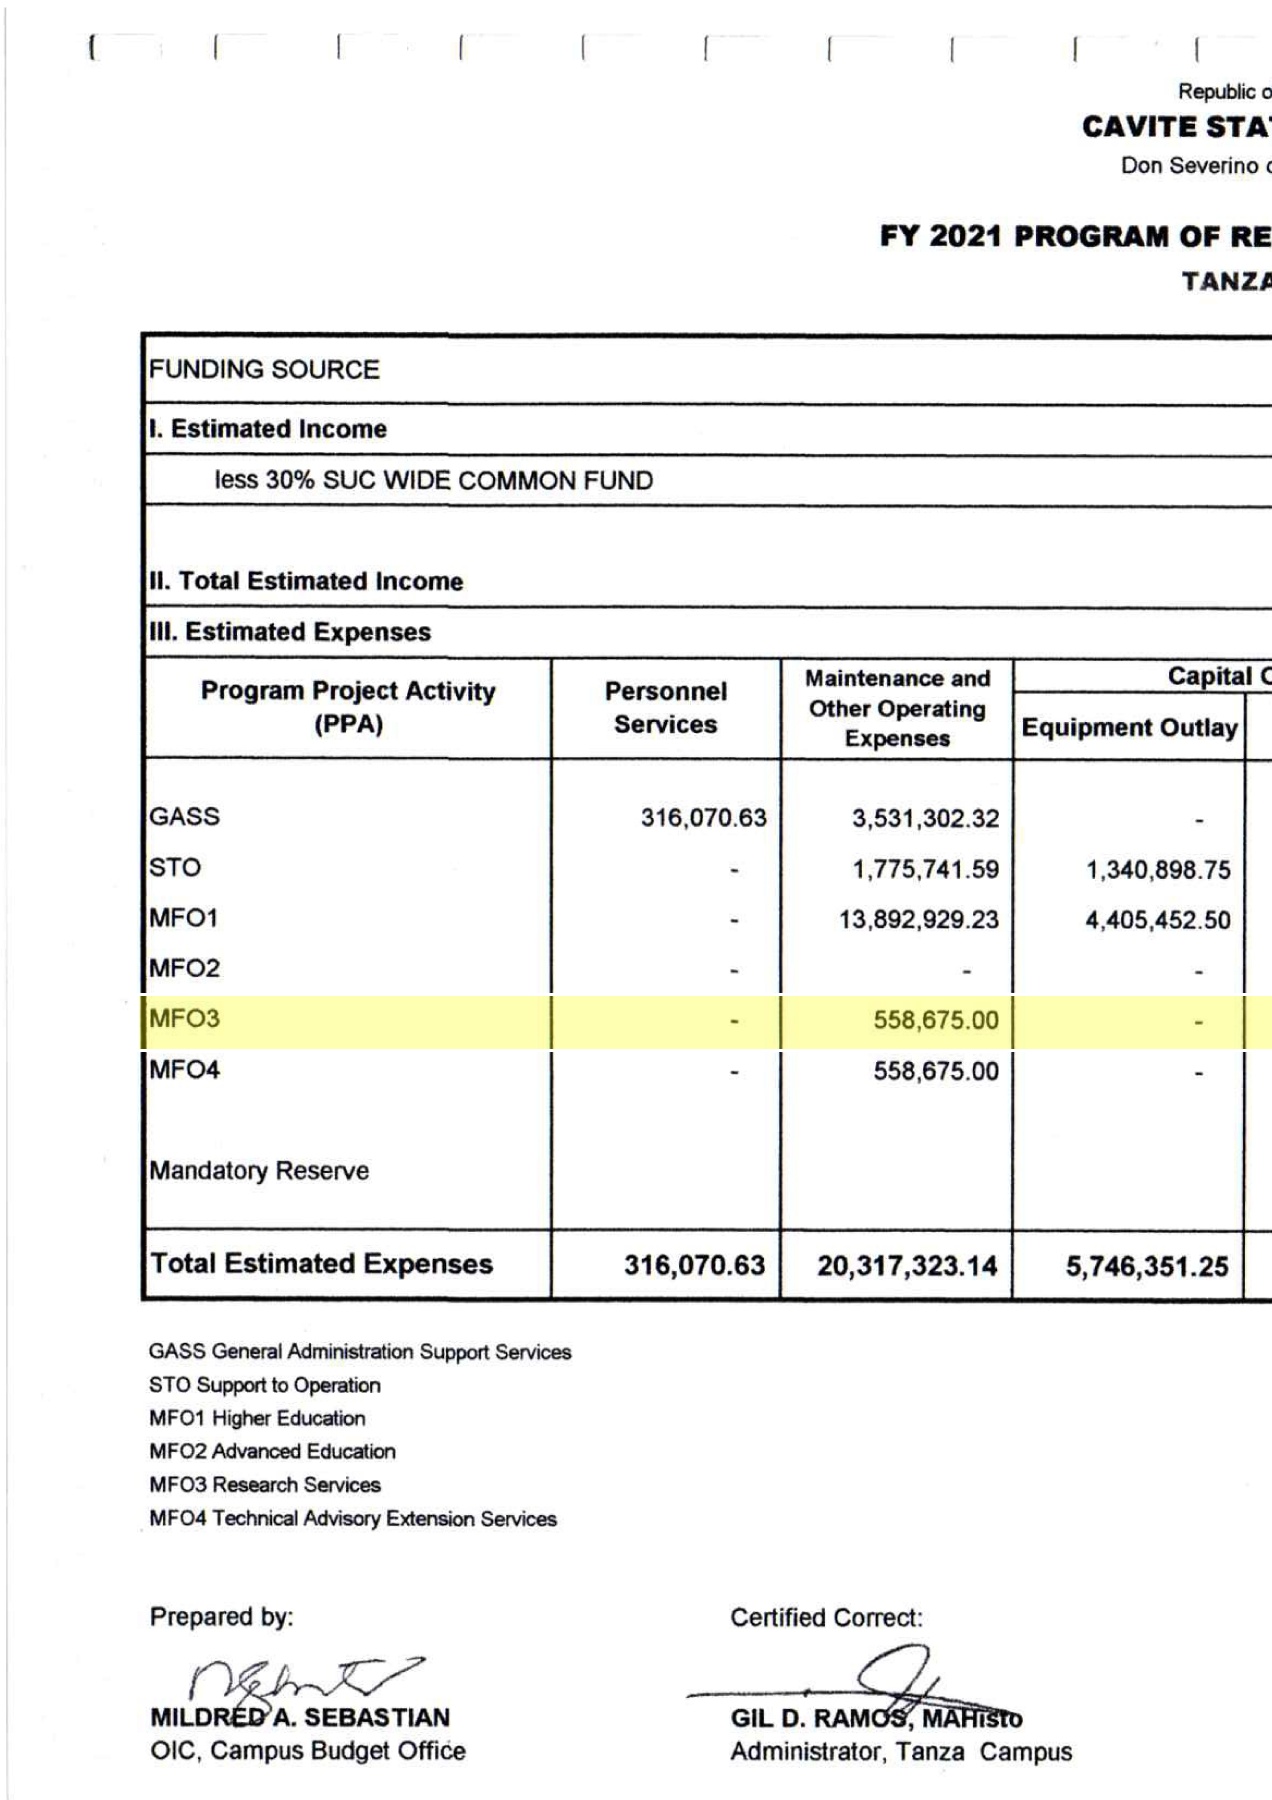 Republic o
CAVITE STA
Don Severino
FY 2021 PROGRAM OF RE
TANZA
FUNDING SOURCE
I. Estimated Income
less 30% SUC WIDE COMMON FUND
II. Total Estimated Income
III. Estimated Expenses
Program Project Activity (PPA) Personnel Services Maintenance and Other Operating Expenses Capital
Equipment Outlay
GASS 316,070.63 3,531,302.32 -
STO - 1,775,741.59 1,340,898.75
MFO1 - 13,892,929.23 4,405,452.50
MFO2 - - -
MFO3 - 558,675.00 -
MFO4 - 558,675.00 -
Mandatory Reserve
Total Estimated Expenses 316,070.63 20,317,323.14 5,746,351.25
GASS General Administration Support Services
STO Support to Operation
MFO1 Higher Education
MFO2 Advanced Education
MFO3 Research Services
MFO4 Technical Advisory Extension Services
Prepared by: Certified Correct:
MILDRED A. SEBASTIAN GIL D. RAMOS, MAHisto
OIC, Campus Budget Office Administrator, Tanza Campus